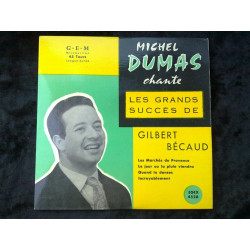 G·E·M
45 Tours
MICHEL
DUMAS
chante
LES GRANDS
SUCCÈS DE
GILBERT
BÉCAUD
Les Marchés de Provence
Le jour où la pluie viendra
Quand tu danses
Incroyablement